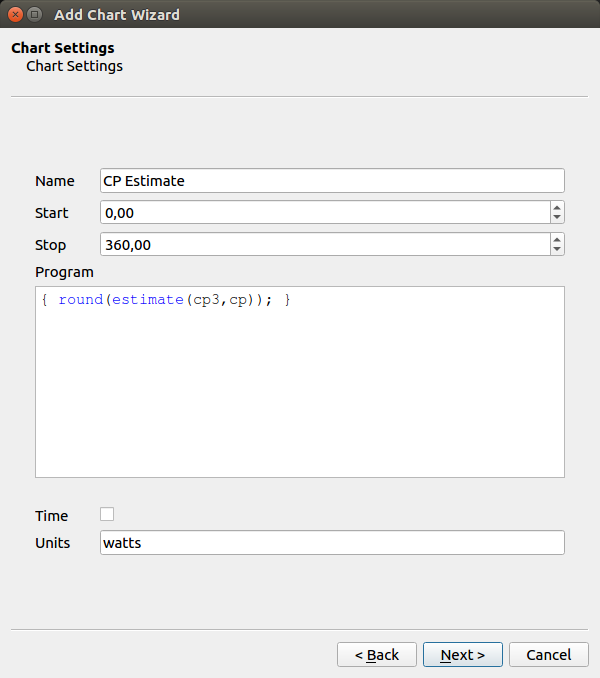 Add Chart Wizard
Chart Settings
Chart Settings
Name CP Estimate
Start 0,00
Stop 360,00
Program
{ round(estimate(cp3,cp)); }
Time
Units watts
< Back Next > Cancel